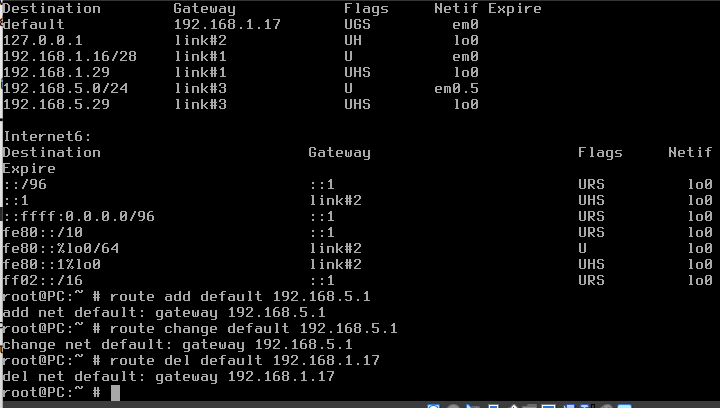 Destination Gateway Flags Netif Expire
default 192.168.1.17 UGS em0
127.0.0.1 link#2 UH lo0
192.168.1.16/28 link#1 U em0
192.168.1.29 link#1 UHS lo0
192.168.5.0/24 link#3 U em0.5
192.168.5.29 link#3 UHS lo0
Internet6:
Destination Gateway Flags Netif
Expire
::/96 ::1 URS lo0
::1 link#2 UHS lo0
::ffff:0.0.0.0/96 ::1 URS lo0
fe80::/10 ::1 URS lo0
fe80::%lo0/64 link#2 U lo0
fe80::1%lo0 link#2 UHS lo0
ff02::/16 ::1 URS lo0
root@PC:~ # route add default 192.168.5.1
add net default: gateway 192.168.5.1
root@PC:~ # route change default 192.168.5.1
change net default: gateway 192.168.5.1
root@PC:~ # route del default 192.168.1.17
del net default: gateway 192.168.1.17
root@PC:~ #